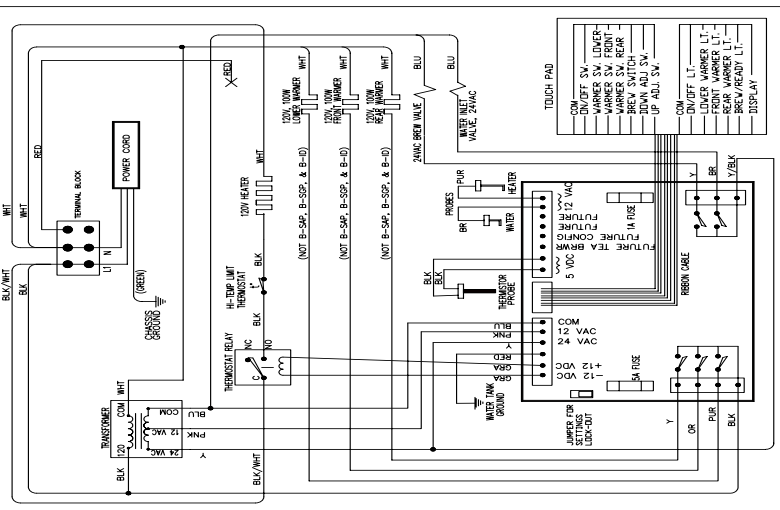 TOUCH PAD
COM
ON/OFF SW.
WARMER SW. LOWER
WARMER SW. FRONT
WARMER SW. REAR
BREW SWITCH
DOWN ADJ SW.
UP ADJ. SW.
COM
ON/OFF LT.
LOWER WARMER LT.
FRONT WARMER LT.
REAR WARMER LT.
BREW/READY LT.
DISPLAY
WHT
WHT
BLK/WHT
BLK
RED
TERMINAL BLOCK
POWER CORD
N
L1
(GREEN)
CHASSIS
GROUND
/RED
WHT
120V HEATER
BLK
HI-TEMP LIMIT
THERMOSTAT
BLK
THERMOSTAT RELAY
NC
NO
C
BLK/WHT
WHT
WHT
WHT
120V, 100W
LOWER WARMER
120V, 100W
FRONT WARMER
120V, 100W
REAR WARMER
(NOT B-SAP, B-SGP, & B-ID)
(NOT B-SAP, B-SGP, & B-ID)
(NOT B-SAP, B-SGP, & B-ID)
BLU
BLU
24VAC BREW VALVE
WATER INLET
VALVE, 24VAC
TRANSFORMER
WHT
COM
120
BLK
COM
12 VAC
24 VAC
BLU
PNK
Y
PROBES
PUR
HEATER
BR
WATER
BLK
BLK
THERMISTOR
PROBE
12 VAC
FUTURE
FUTURE
FUTURE CONFIG
FUTURE TEA BRWR
5 VDC
1A FUSE
RIBBON CABLE
Y
BR
Y/BLK
BLU
PNK
Y
RED
GRA
GRA
COM
12 VAC
24 VAC
+12 VDC
-12 VDC
5A FUSE
WATER TANK
GROUND
JUMPER FOR
SETTINGS
LOCK-OUT
Y
OR
PUR
BLK